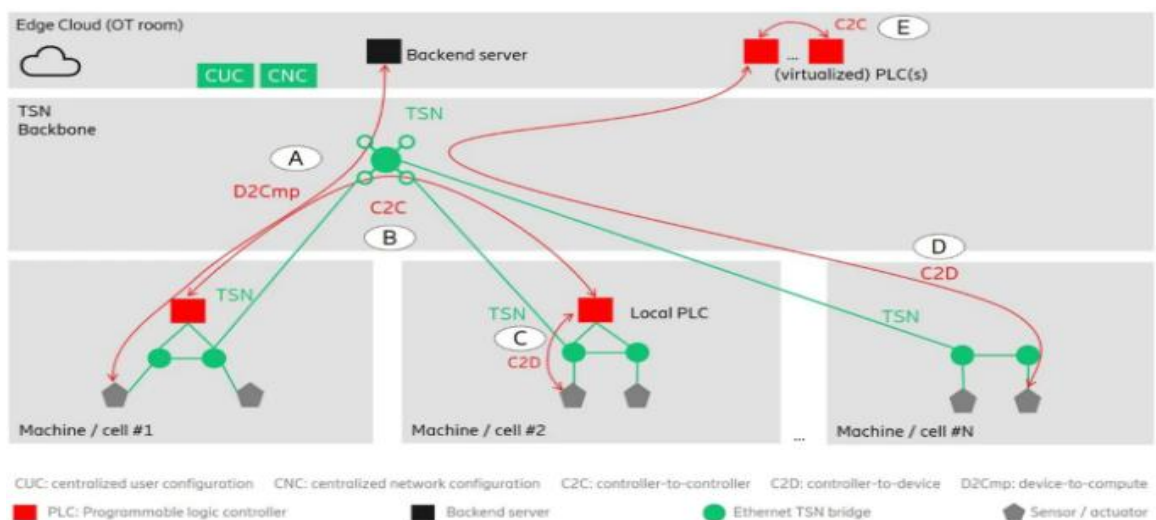 Edge Cloud (OT room)
C2C
E
Backend server
CUC
CNC
...
(virtualized) PLC(s)
TSN
Backbone
TSN
A
D2Cmp
C2C
B
D
C2D
TSN
TSN
Local PLC
C
C2D
TSN
Machine / cell #1
Machine / cell #2
...
Machine / cell #N
CUC: centralized user configuration CNC: centralized network configuration C2C: controller-to-controller C2D: controller-to-device D2Cmp: device-to-compute
PLC: Programmable logic controller Backend server Ethernet TSN bridge Sensor / actuator